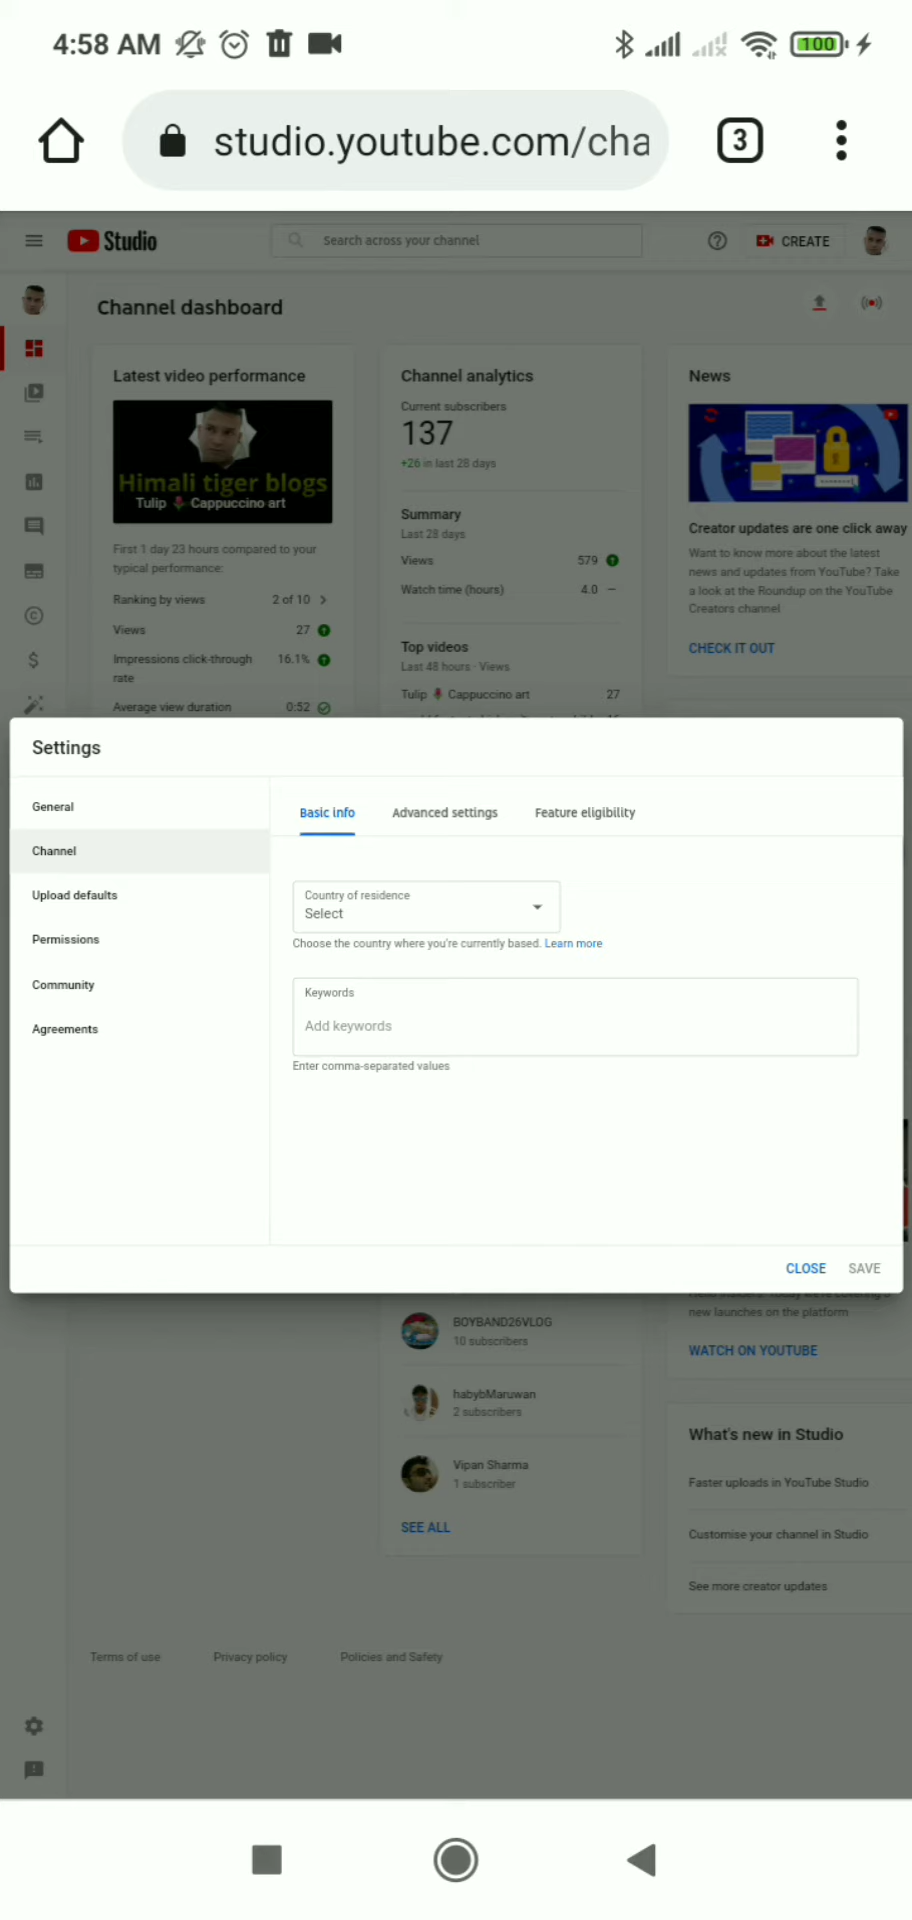 4:58 AM
100
studio.youtube.com/cha
3
Studio
Search across your channel
CREATE
Channel dashboard
Latest video performance
Himali tiger blogs
Tulip 🌷 Cappuccino art
First 1 day 23 hours compared to your
typical performance:
Ranking by views 2 of 10
Views 27
Impressions click-through 16.1%
rate
Average view duration 0:52
Channel analytics
Current subscribers
137
+26 in last 28 days
Summary
Last 28 days
Views 579
Watch time (hours) 4.0 —
Top videos
Last 48 hours · Views
Tulip 🌷 Cappuccino art 27
News
Creator updates are one click away
Want to know more about the latest
news and updates from YouTube? Take
a look at the Roundup on the YouTube
Creators channel
CHECK IT OUT
Settings
General
Channel
Upload defaults
Permissions
Community
Agreements
Basic info Advanced settings Feature eligibility
Country of residence
Select
Choose the country where you're currently based. Learn more
Keywords
Add keywords
Enter comma-separated values
CLOSE SAVE
BOYBAND26VLOG
10 subscribers
habybMaruwan
2 subscribers
Vipan Sharma
1 subscriber
SEE ALL
new launches on the platform
WATCH ON YOUTUBE
What's new in Studio
Faster uploads in YouTube Studio
Customise your channel in Studio
See more creator updates
Terms of use Privacy policy Policies and Safety